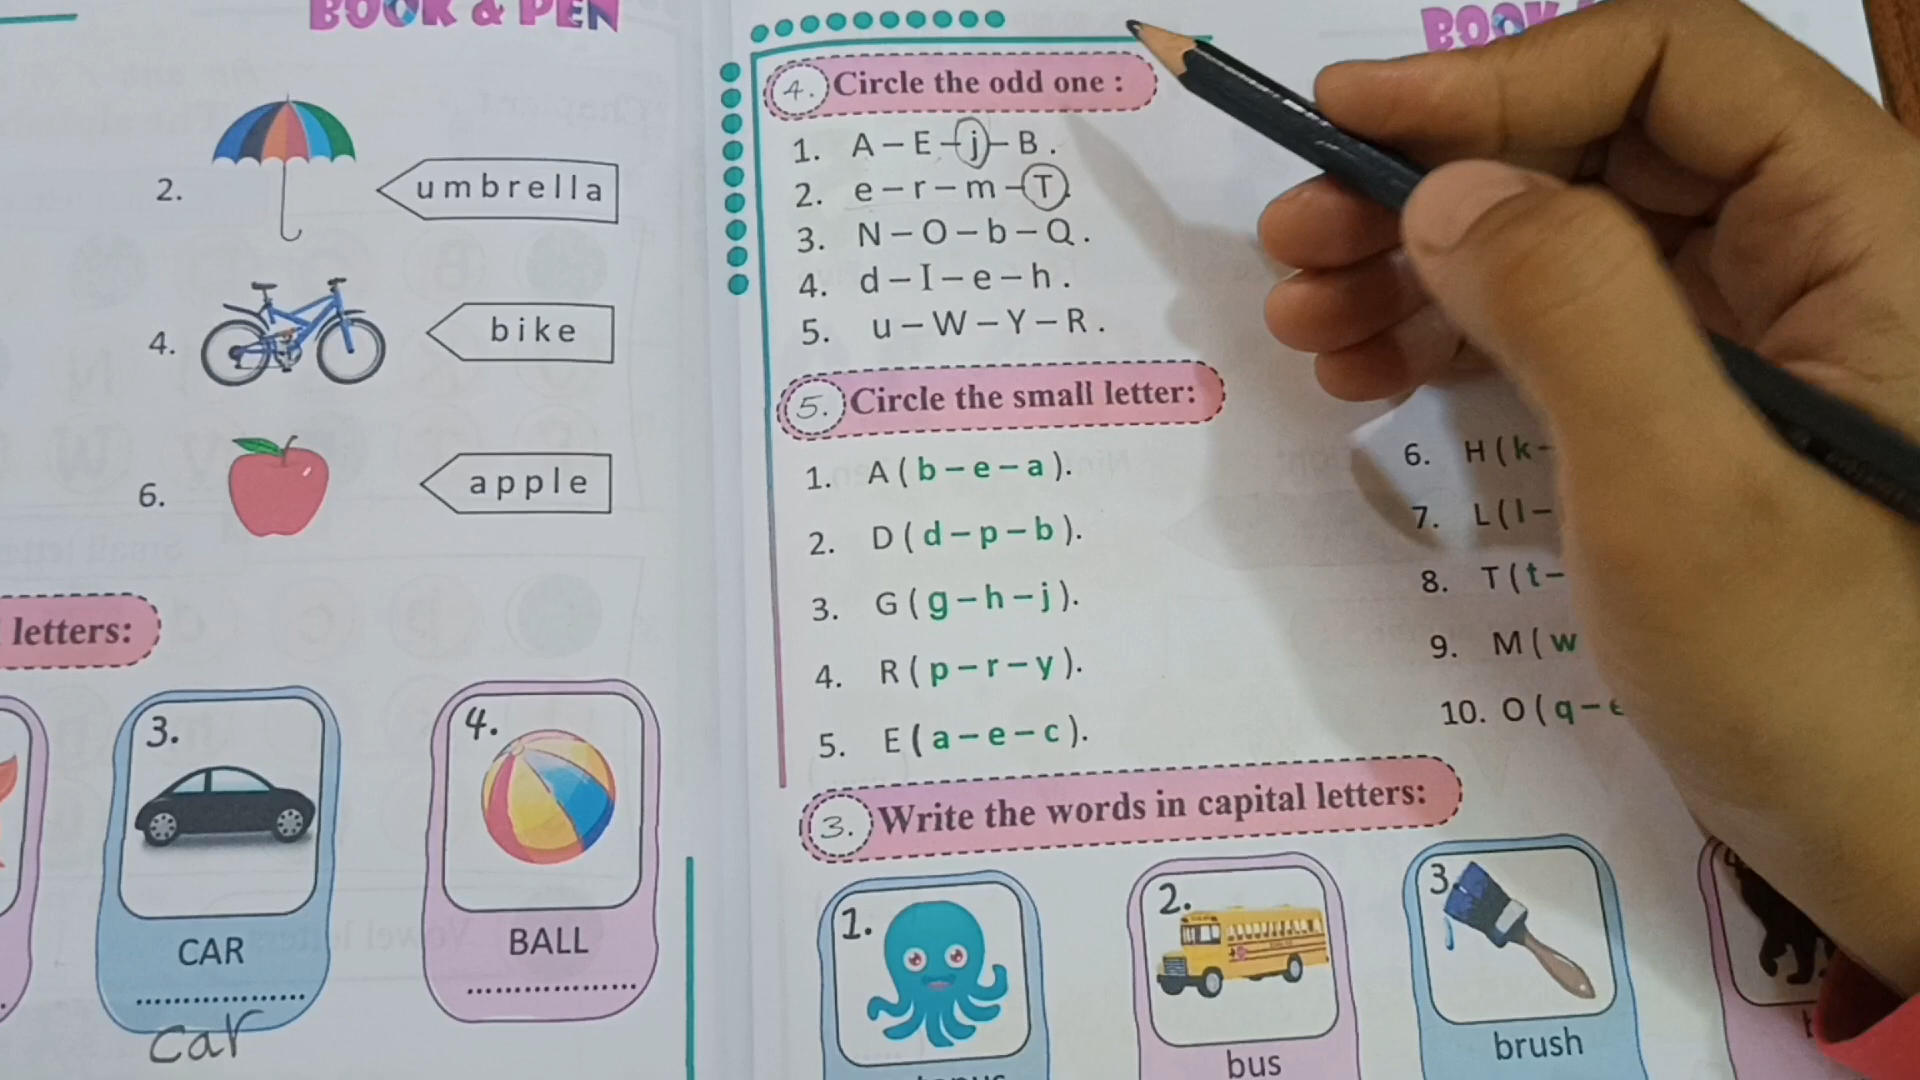 BOOK & PEN
2.
umbrella
4.
bike
6.
apple
letters:
3.
CAR
car
4.
BALL
4. Circle the odd one :
1. A – E – j – B .
2. e – r – m – T .
3. N – O – b – Q .
4. d – I – e – h .
5. u – W – Y – R .
5. Circle the small letter:
1. A ( b – e – a ).
2. D ( d – p – b ).
3. G ( g – h – j ).
4. R ( p – r – y ).
5. E ( a – e – c ).
6. H ( k –
7. L ( l –
8. T ( t –
9. M ( w
10. O ( q –
3. Write the words in capital letters:
1.
2.
bus
3.
brush